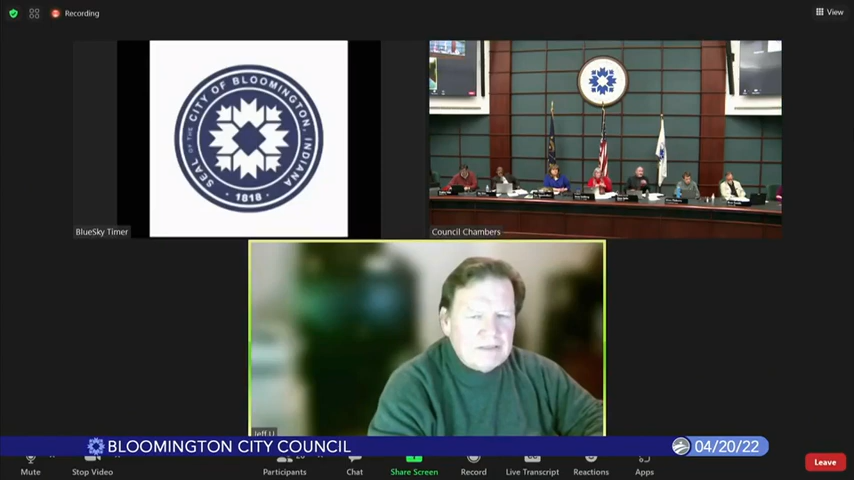 Recording
View
SEAL OF THE CITY OF BLOOMINGTON, INDIANA
1818
BlueSky Timer
Council Chambers
BLOOMINGTON CITY COUNCIL
04/20/22
Mute
Stop Video
Participants
Chat
Share Screen
Record
Live Transcript
Reactions
Apps
Leave